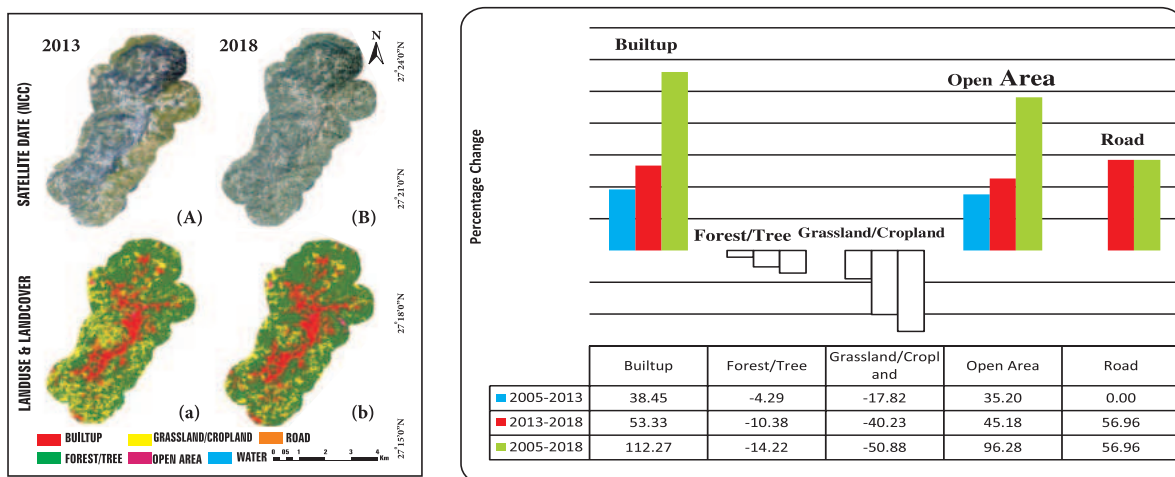 2013
2018
N
SATELLITE DATE (NCC)
27°24'0"N
27°21'0"N
(A)
(B)
LANDUSE & LANDCOVER
27°18'0"N
27°15'0"N
(a)
(b)
BUILTUP
GRASSLAND/CROPLAND
ROAD
FOREST/TREE
OPEN AREA
WATER
0 05 1 2 3 4
Km
Percentage Change
Builtup
Open Area
Road
Forest/Tree
Grassland/Cropland
Builtup Forest/Tree Grassland/Cropl Open Area Road
and
2005-2013 38.45 -4.29 -17.82 35.20 0.00
2013-2018 53.33 -10.38 -40.23 45.18 56.96
2005-2018 112.27 -14.22 -50.88 96.28 56.96